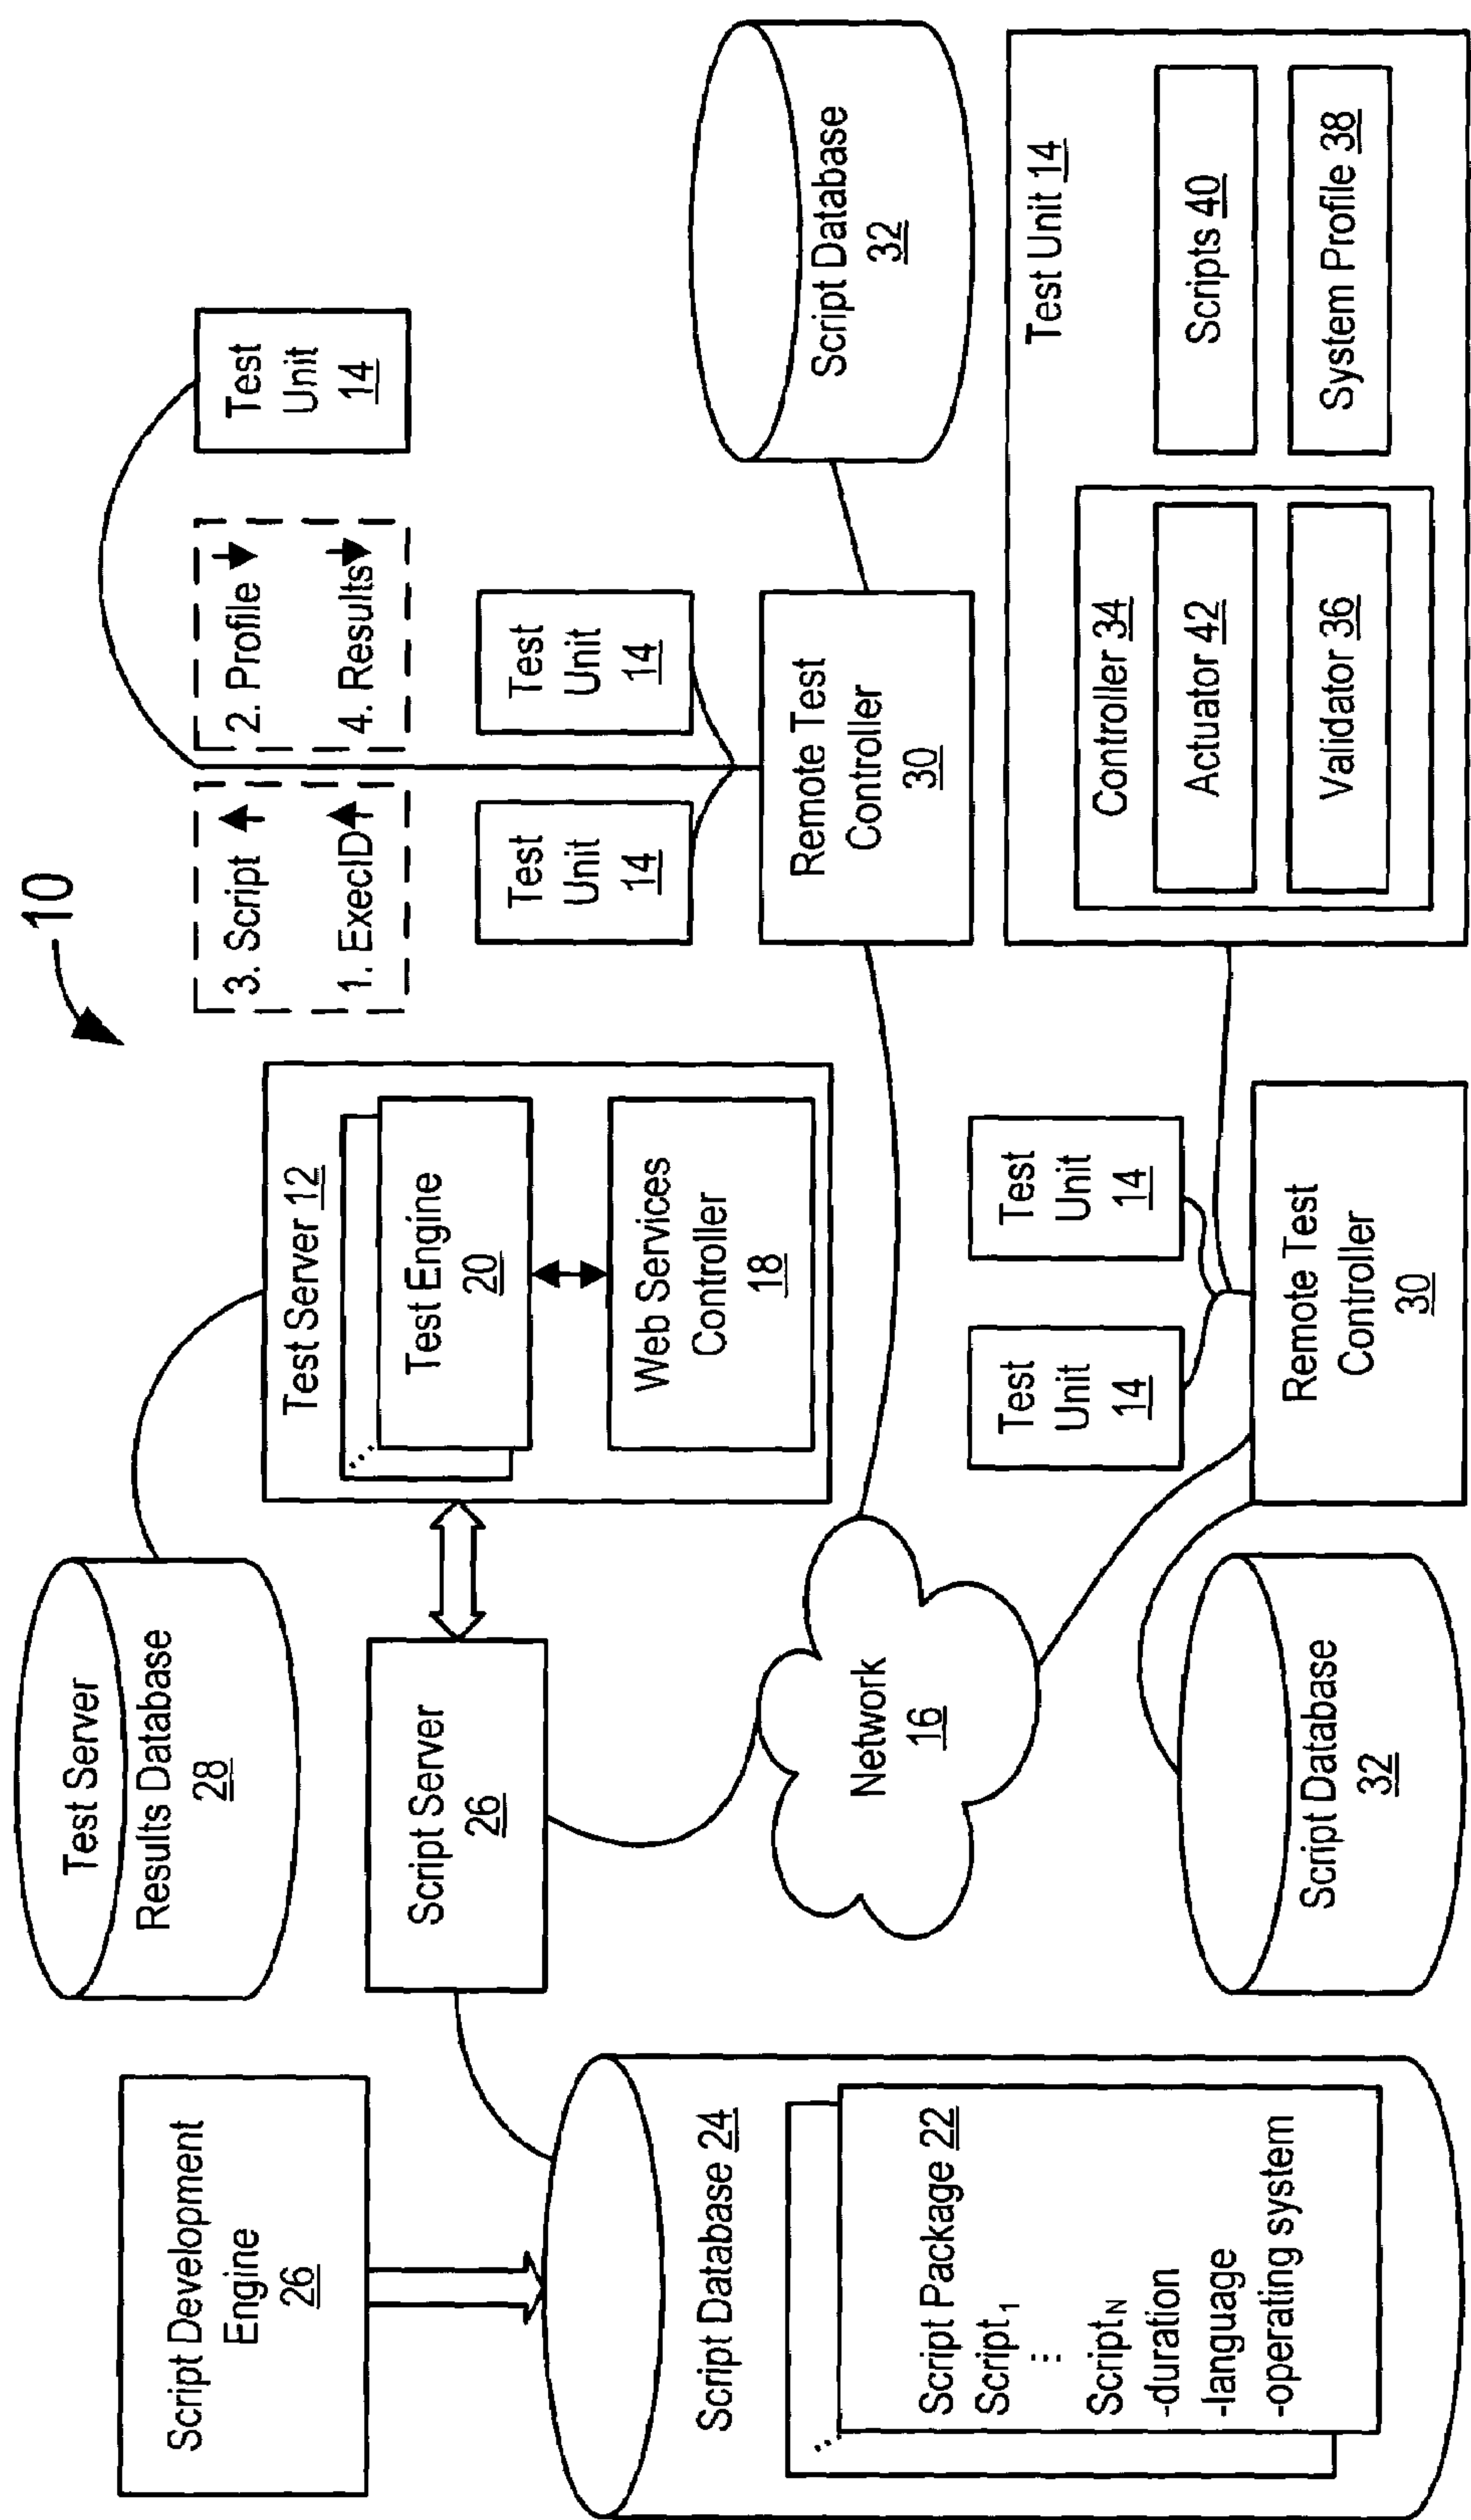 10
Script Development
Engine
26
Test Server
Results Database
28
Test Server 12
Test Engine
20
Web Services
Controller
18
3. Script
1. ExecID
2. Profile
4. Results
Test
Unit
14
Script Server
26
Test
Unit
14
Test
Unit
14
Remote Test
Controller
30
Script Database
32
Script Database 24
Script Package 22
Script 1
⋮
Script N
-duration
-language
-operating system
Network
16
Test
Unit
14
Test
Unit
14
Script Database
32
Remote Test
Controller
30
Test Unit 14
Controller 34
Actuator 42
Validator 36
Scripts 40
System Profile 38